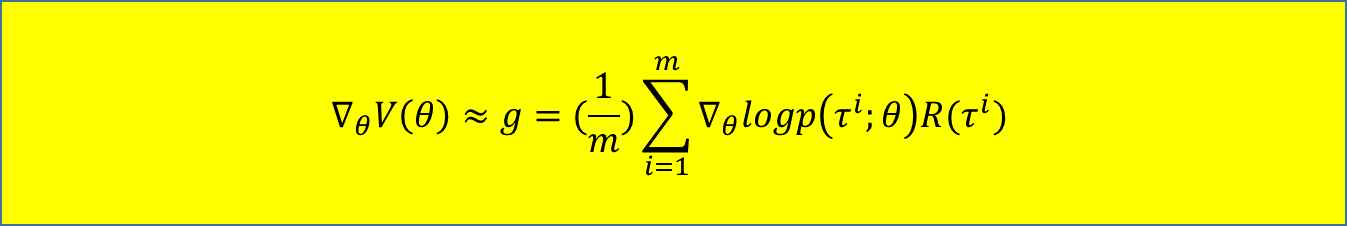 ∇θV(θ) ≈ g = (1/m) ∑_{i=1}^{m} ∇θlogp(τ^i; θ)R(τ^i)